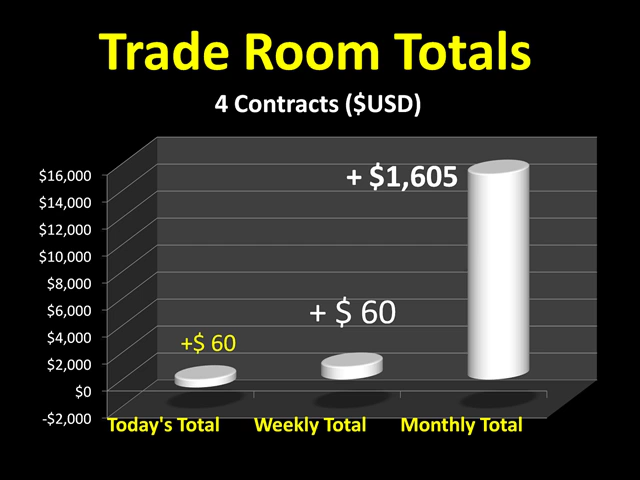 Trade Room Totals
4 Contracts ($USD)
$16,000
$14,000
$12,000
$10,000
$8,000
$6,000
$4,000
$2,000
$0
-$2,000
+$ 60
+ $ 60
+ $1,605
Today's Total
Weekly Total
Monthly Total